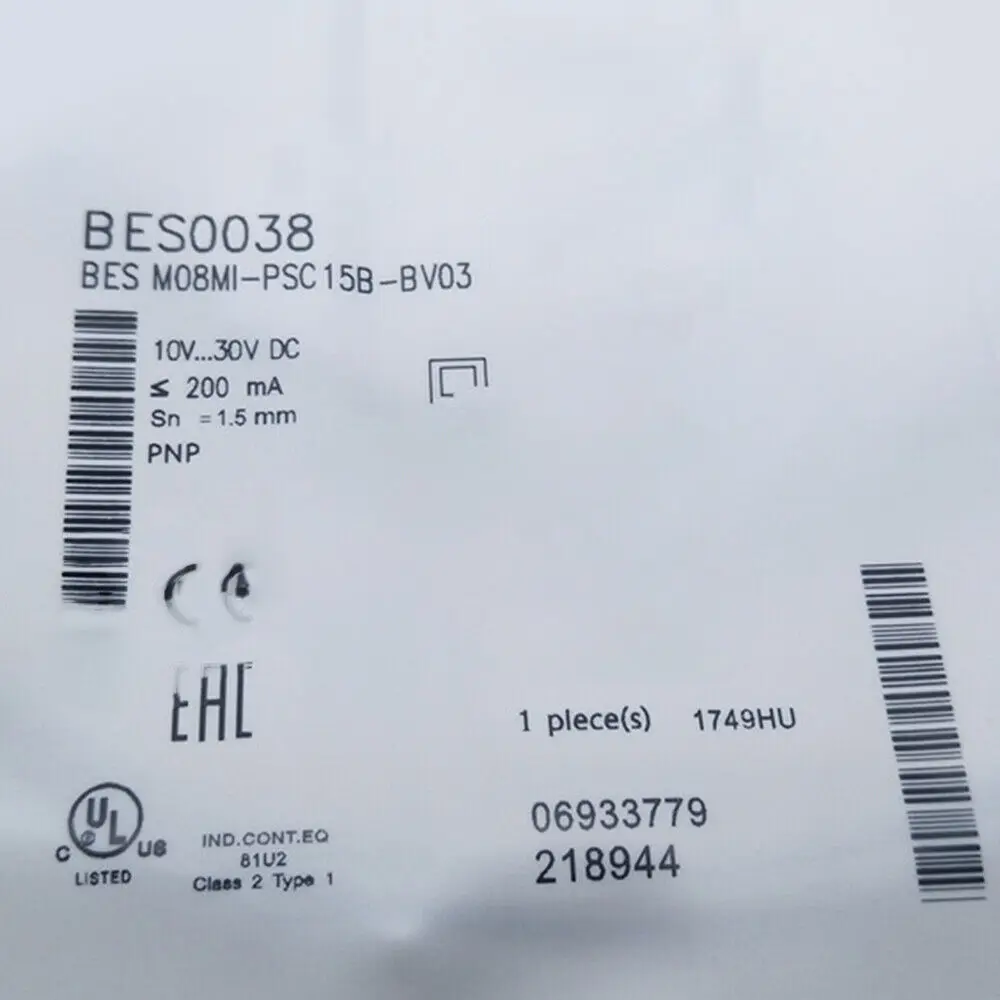 BES0038
BES M08MI-PSC15B-BV03
10V...30V DC
≤ 200 mA
Sn = 1.5 mm
PNP
CE
EAC
1 piece(s) 1749HU
06933779
218944
C UL US
LISTED
IND.CONT.EQ
81U2
Class 2 Type 1